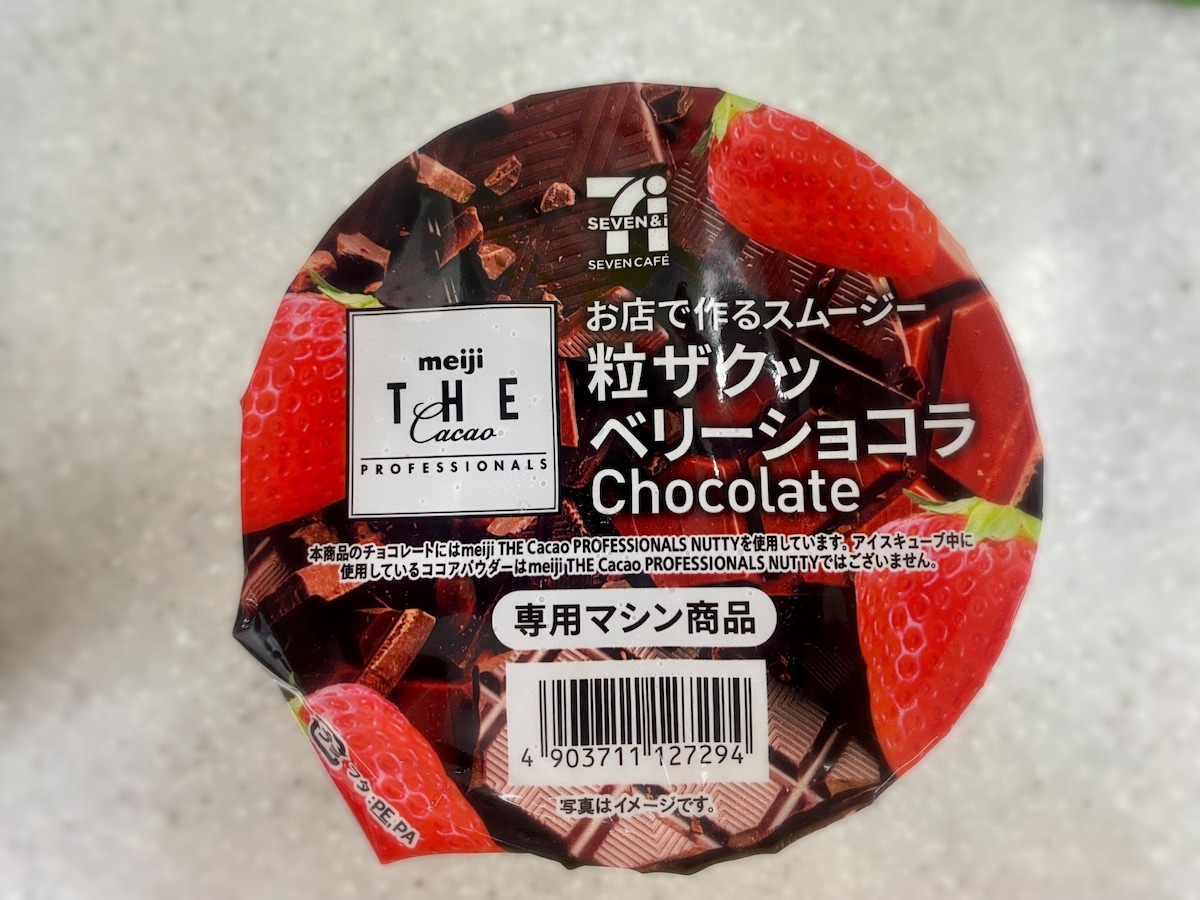 SEVEN&i
SEVEN CAFÉ
お店で作るスムージー
粒ザクッ
ベリーショコラ
Chocolate
meiji
THE
Cacao
PROFESSIONALS
本商品のチョコレートにはmeiji THE Cacao PROFESSIONALS NUTTYを使用しています。アイスキューブ中に
使用しているココアパウダーはmeiji THE Cacao PROFESSIONALS NUTTYではございません。
専用マシン商品
4 903711 127294
写真はイメージです。
プラ
フタ:PE,PA